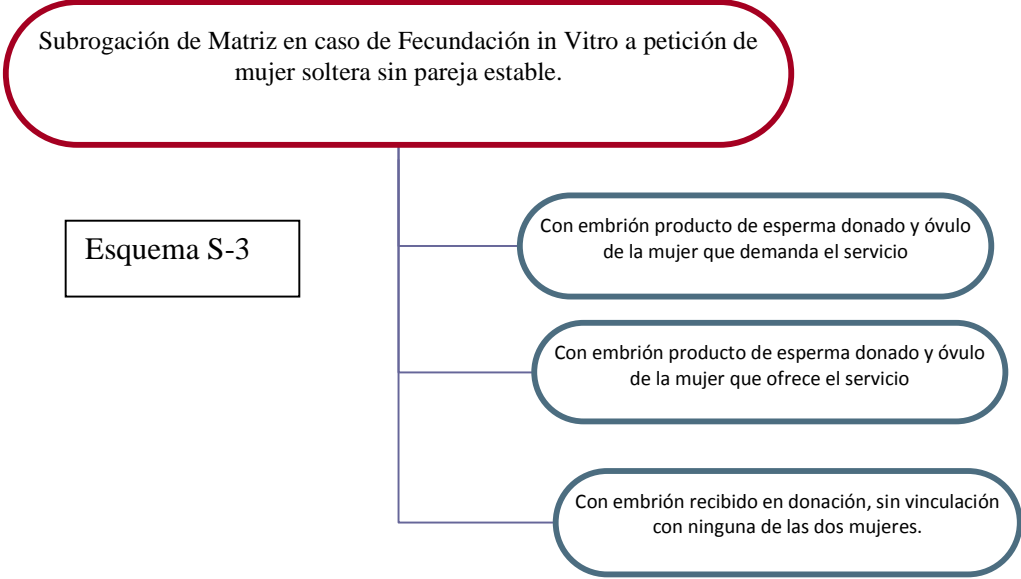 Subrogación de Matriz en caso de Fecundación in Vitro a petición de
mujer soltera sin pareja estable.
Esquema S-3
Con embrión producto de esperma donado y óvulo
de la mujer que demanda el servicio
Con embrión producto de esperma donado y óvulo
de la mujer que ofrece el servicio
Con embrión recibido en donación, sin vinculación
con ninguna de las dos mujeres.